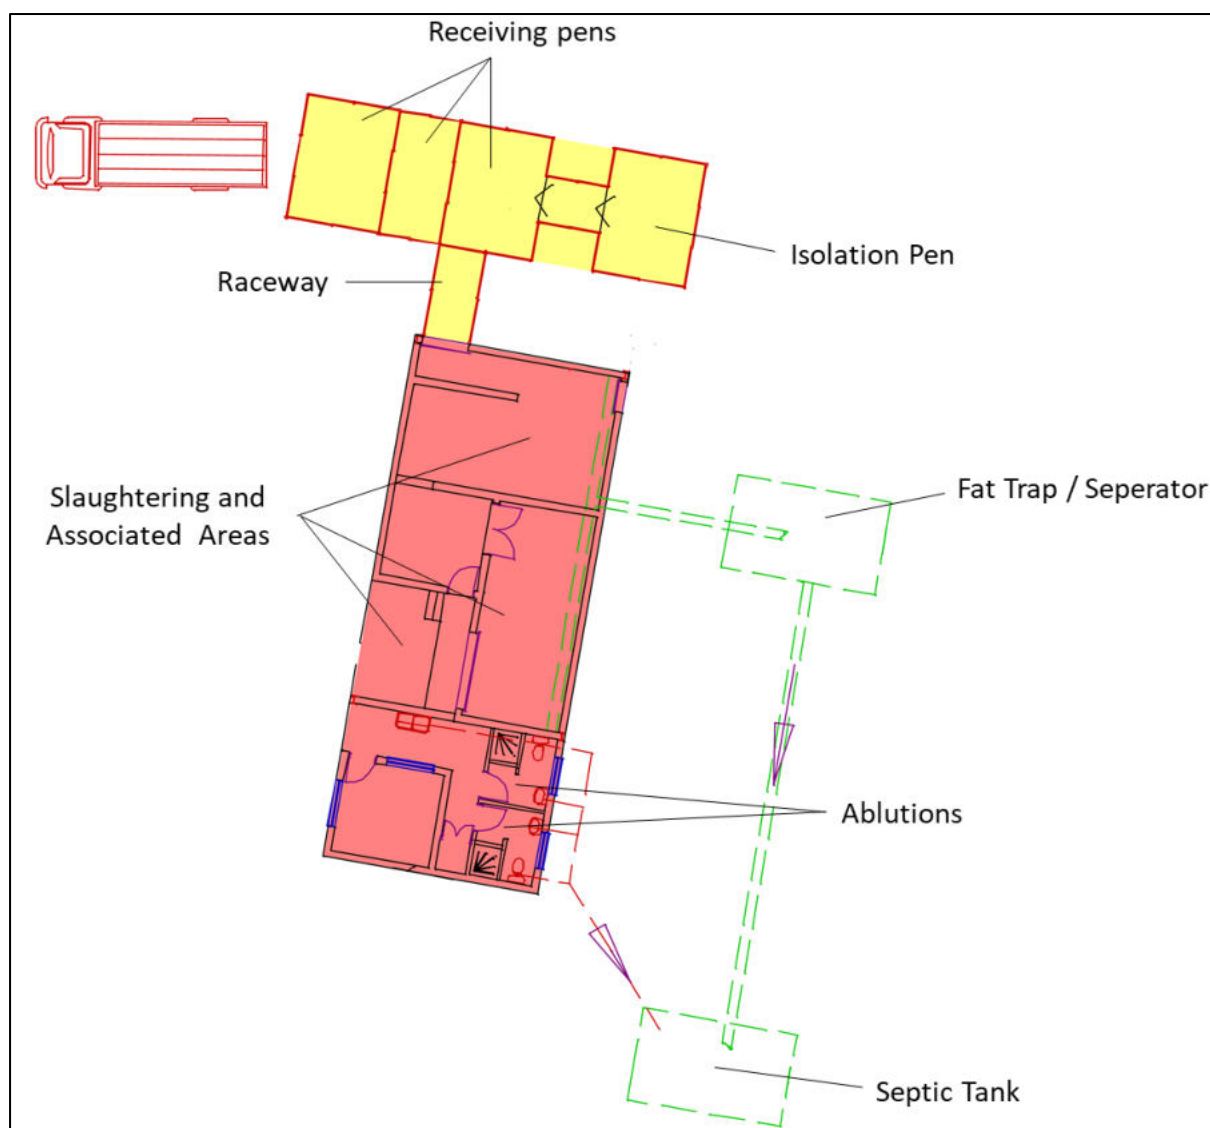 Receiving pens
Isolation Pen
Raceway
Slaughtering and
Associated Areas
Fat Trap / Seperator
Ablutions
Septic Tank